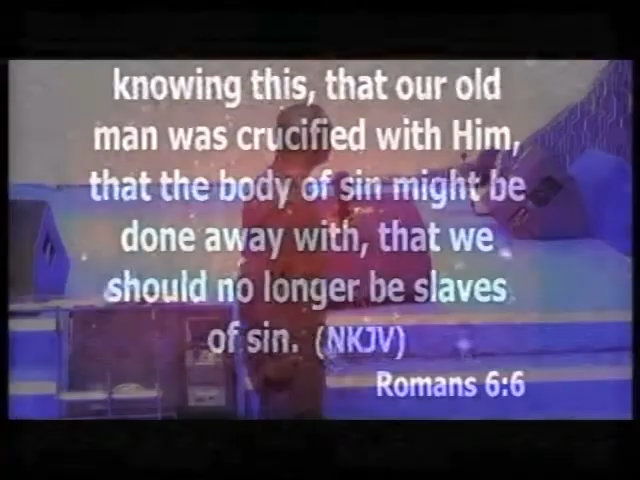 knowing this, that our old
man was crucified with Him,
that the body of sin might be
done away with, that we
should no longer be slaves
of sin. (NKJV)
Romans 6:6